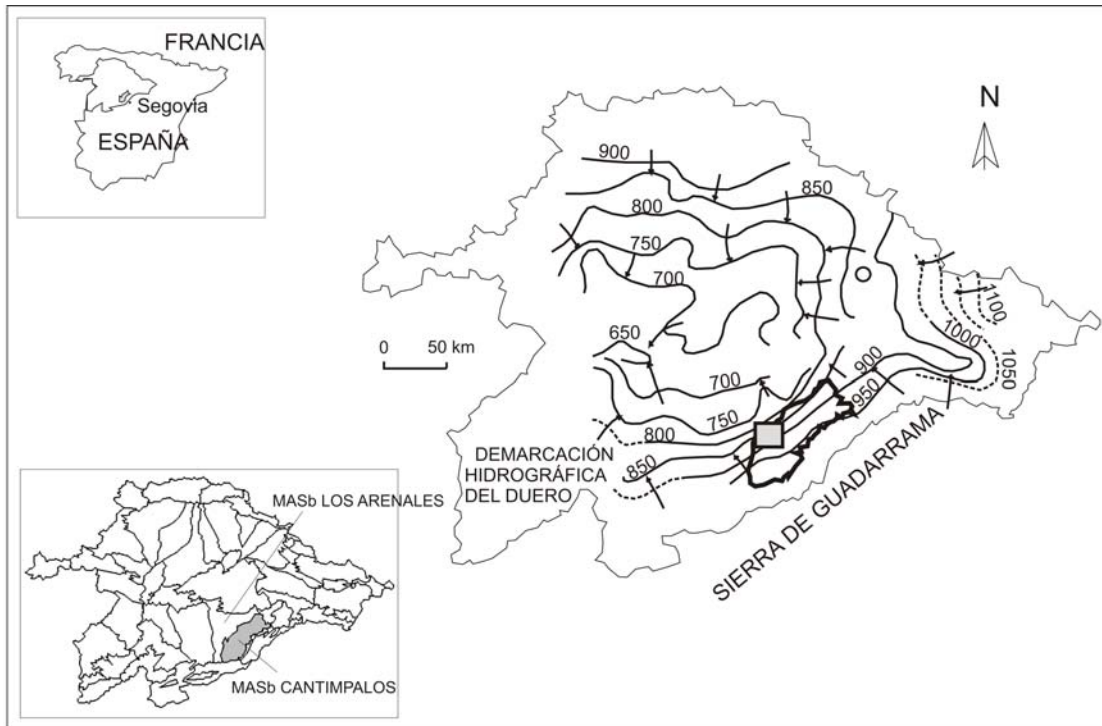 FRANCIA
Segovia
ESPAÑA
N
900
850
800
750
700
1100
1000
1050
650
0 50 km
900
700
950
750
800
850
DEMARCACIÓN
HIDROGRÁFICA
DEL DUERO
SIERRA DE GUADARRAMA
MASb LOS ARENALES
MASb CANTIMPALOS